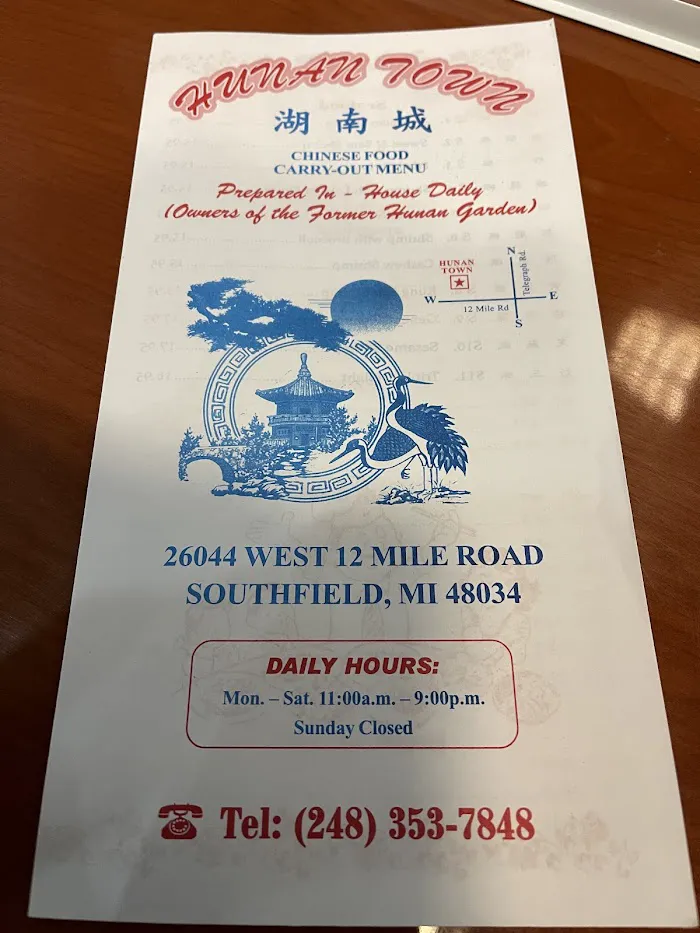 HUNAN TOWN
湖南城
CHINESE FOOD
CARRY-OUT MENU
Prepared In - House Daily
(Owners of the Former Hunan Garden)
HUNAN
TOWN
N
Telegraph Rd.
W
E
12 Mile Rd
S
26044 WEST 12 MILE ROAD
SOUTHFIELD, MI 48034
DAILY HOURS:
Mon. – Sat. 11:00a.m. – 9:00p.m.
Sunday Closed
Tel: (248) 353-7848